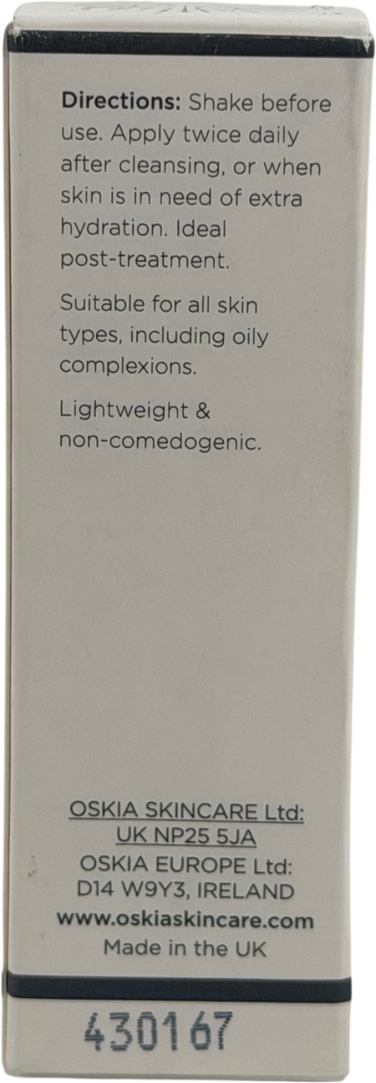 Directions: Shake before
use. Apply twice daily
after cleansing, or when
skin is in need of extra
hydration. Ideal
post-treatment.
Suitable for all skin
types, including oily
complexions.
Lightweight &
non-comedogenic.
OSKIA SKINCARE Ltd:
UK NP25 5JA
OSKIA EUROPE Ltd:
D14 W9Y3, IRELAND
www.oskiaskincare.com
Made in the UK
430167